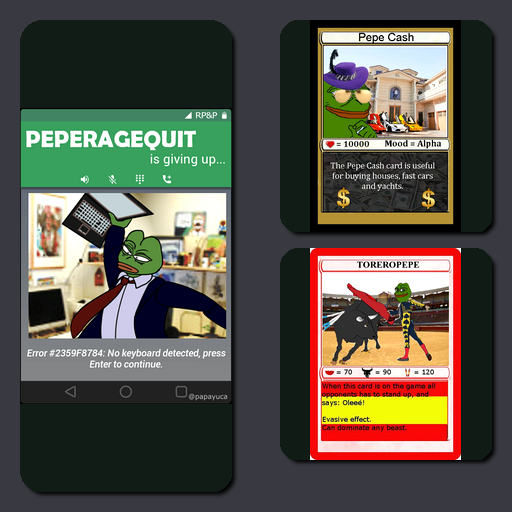 RP&P
PEPERAGEQUIT
is giving up...
Error #2359F8784: No keyboard detected, press
Enter to continue.
@papayuca
Pepe Cash
= 10000 Mood = Alpha
The Pepe Cash card is useful
for buying houses, fast cars
and yachts.
$ $
TOREROPEPE
= 70 = 90 = 120
When this card is on the game all
opponents has to stand up, and
says: Oleeé!
Evasive effect.
Can dominate any beast.